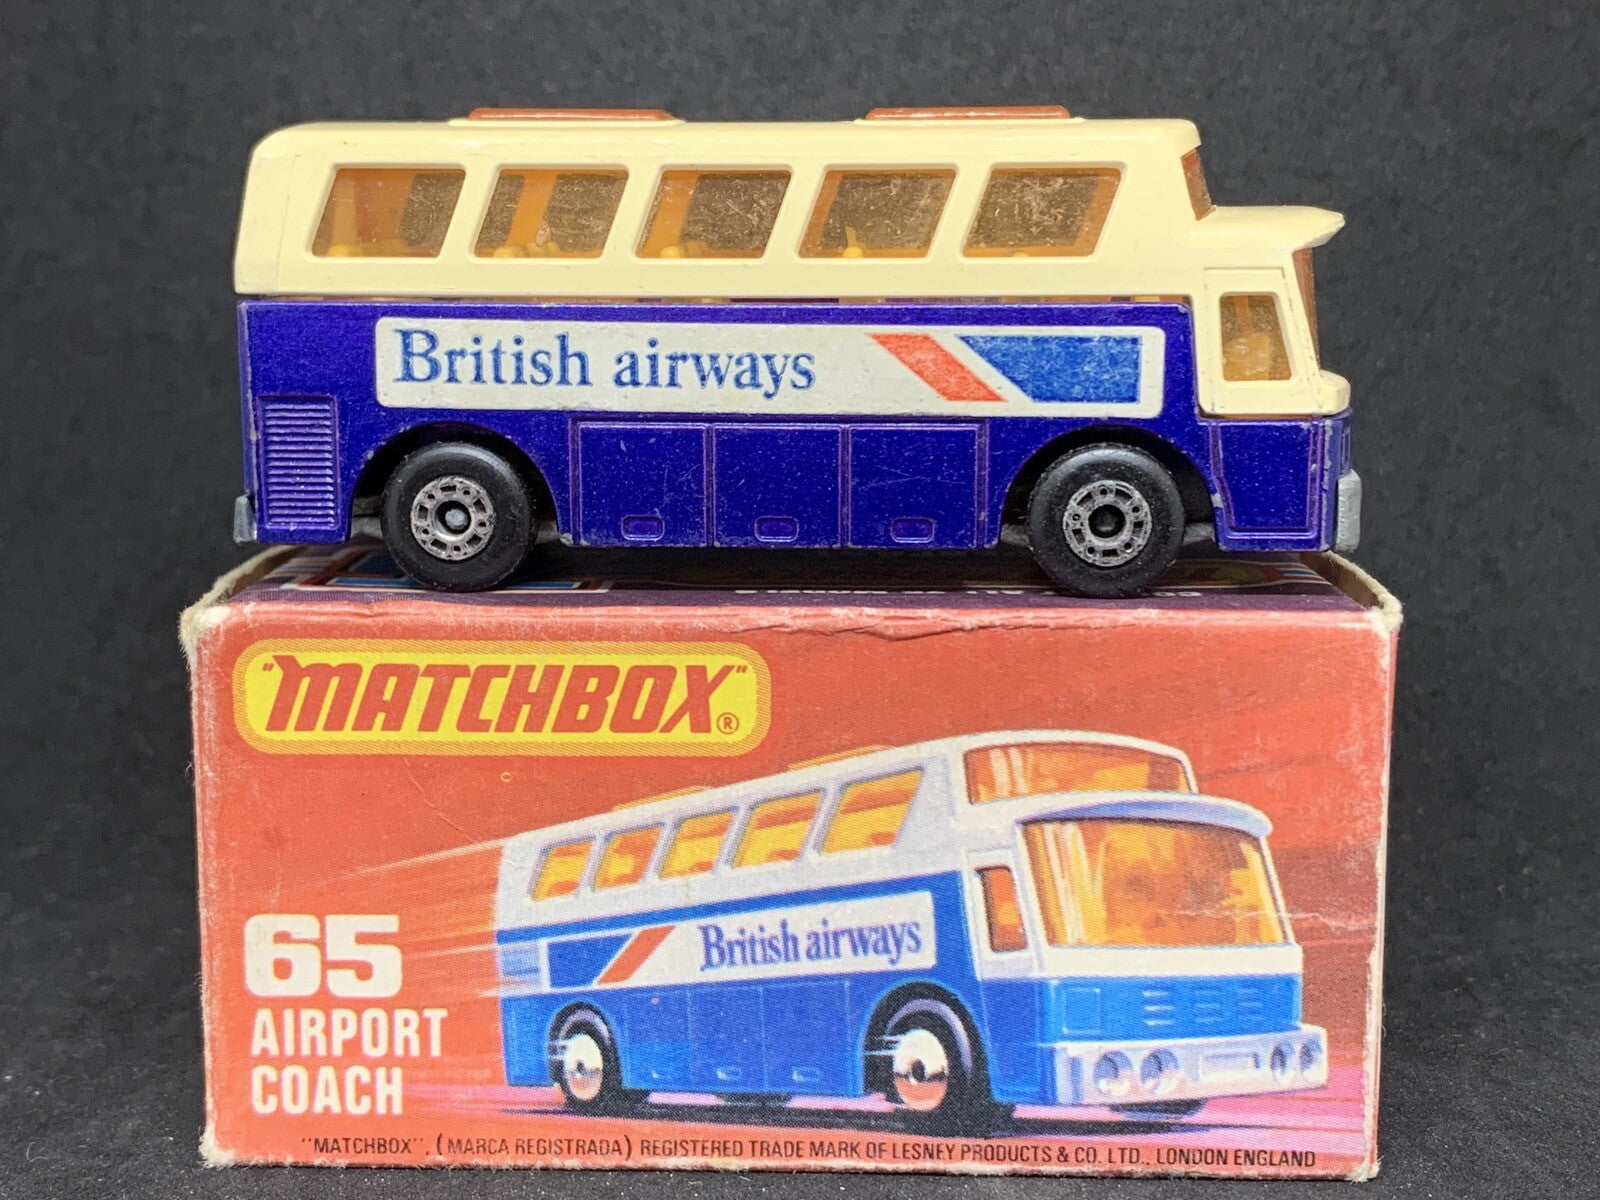 British airways
"MATCHBOX"®
British airways
65
AIRPORT
COACH
"MATCHBOX", (MARCA REGISTRADA) REGISTERED TRADE MARK OF LESNEY PRODUCTS & CO. LTD., LONDON ENGLAND